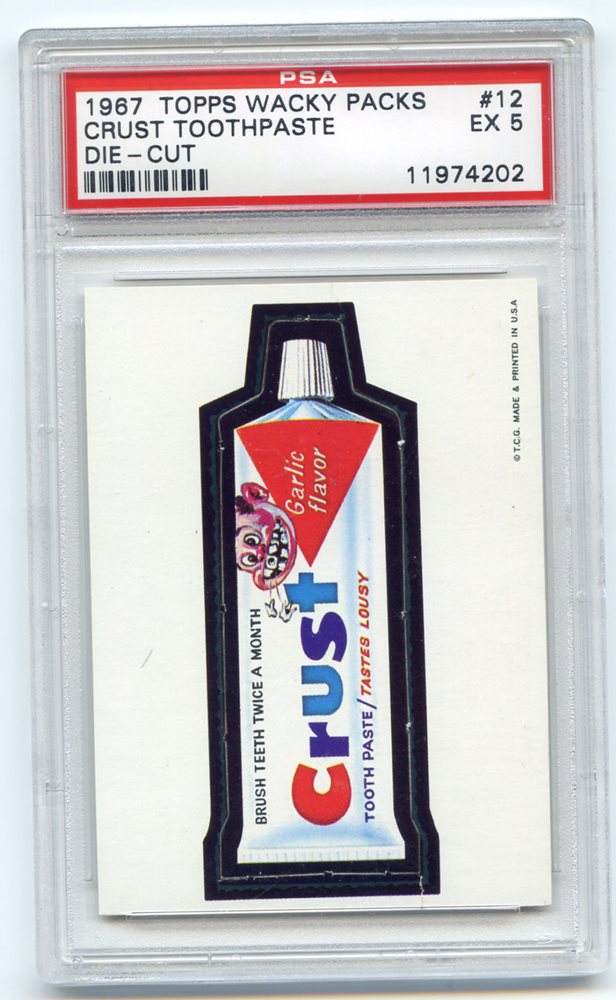 PSA
1967 TOPPS WACKY PACKS #12
CRUST TOOTHPASTE EX 5
DIE-CUT
11974202
© T.C.G. MADE & PRINTED IN U.S.A
Garlic
flavor
BRUSH TEETH TWICE A MONTH
Crust
TOOTH PASTE/TASTES LOUSY